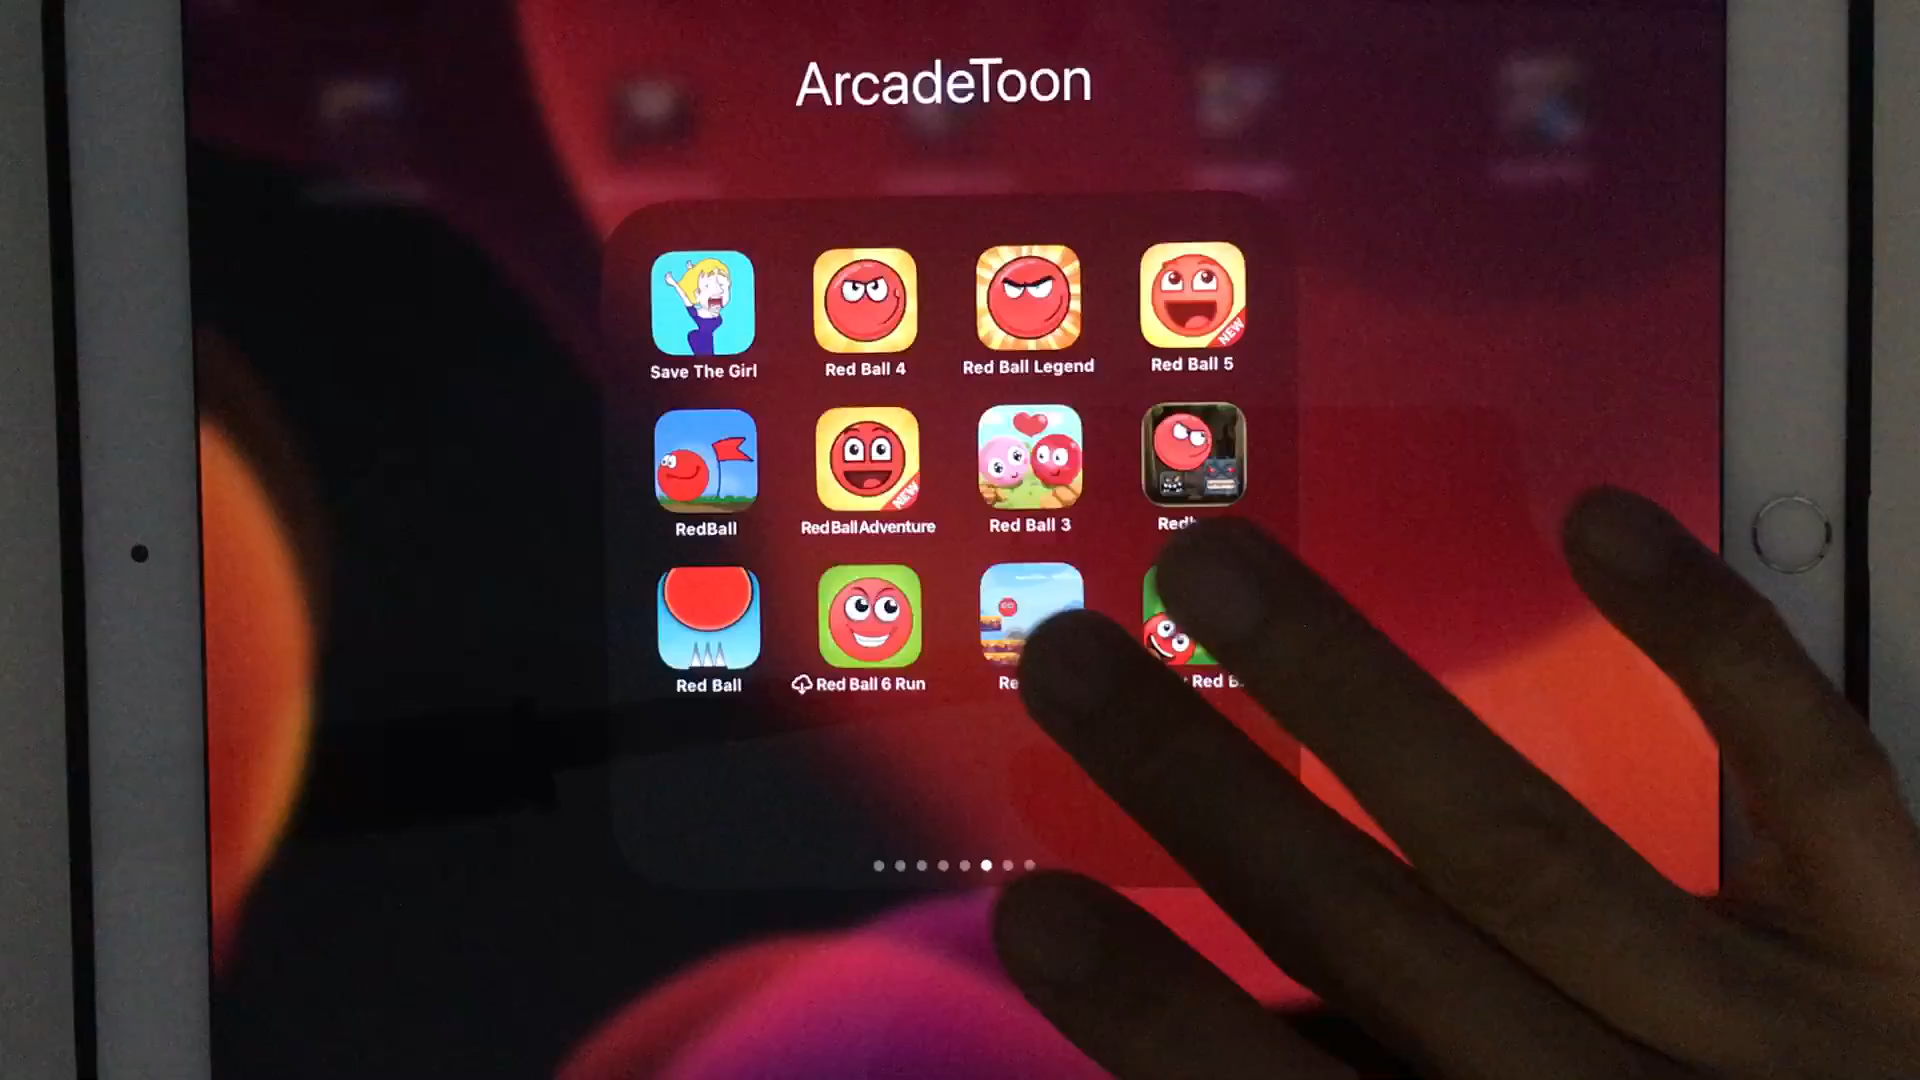 ArcadeToon
Save The Girl
Red Ball 4
Red Ball Legend
Red Ball 5
NEW
RedBall
Red Ball Adventure
NEW
Red Ball 3
Red Ball
Red Ball 6 Run
Red